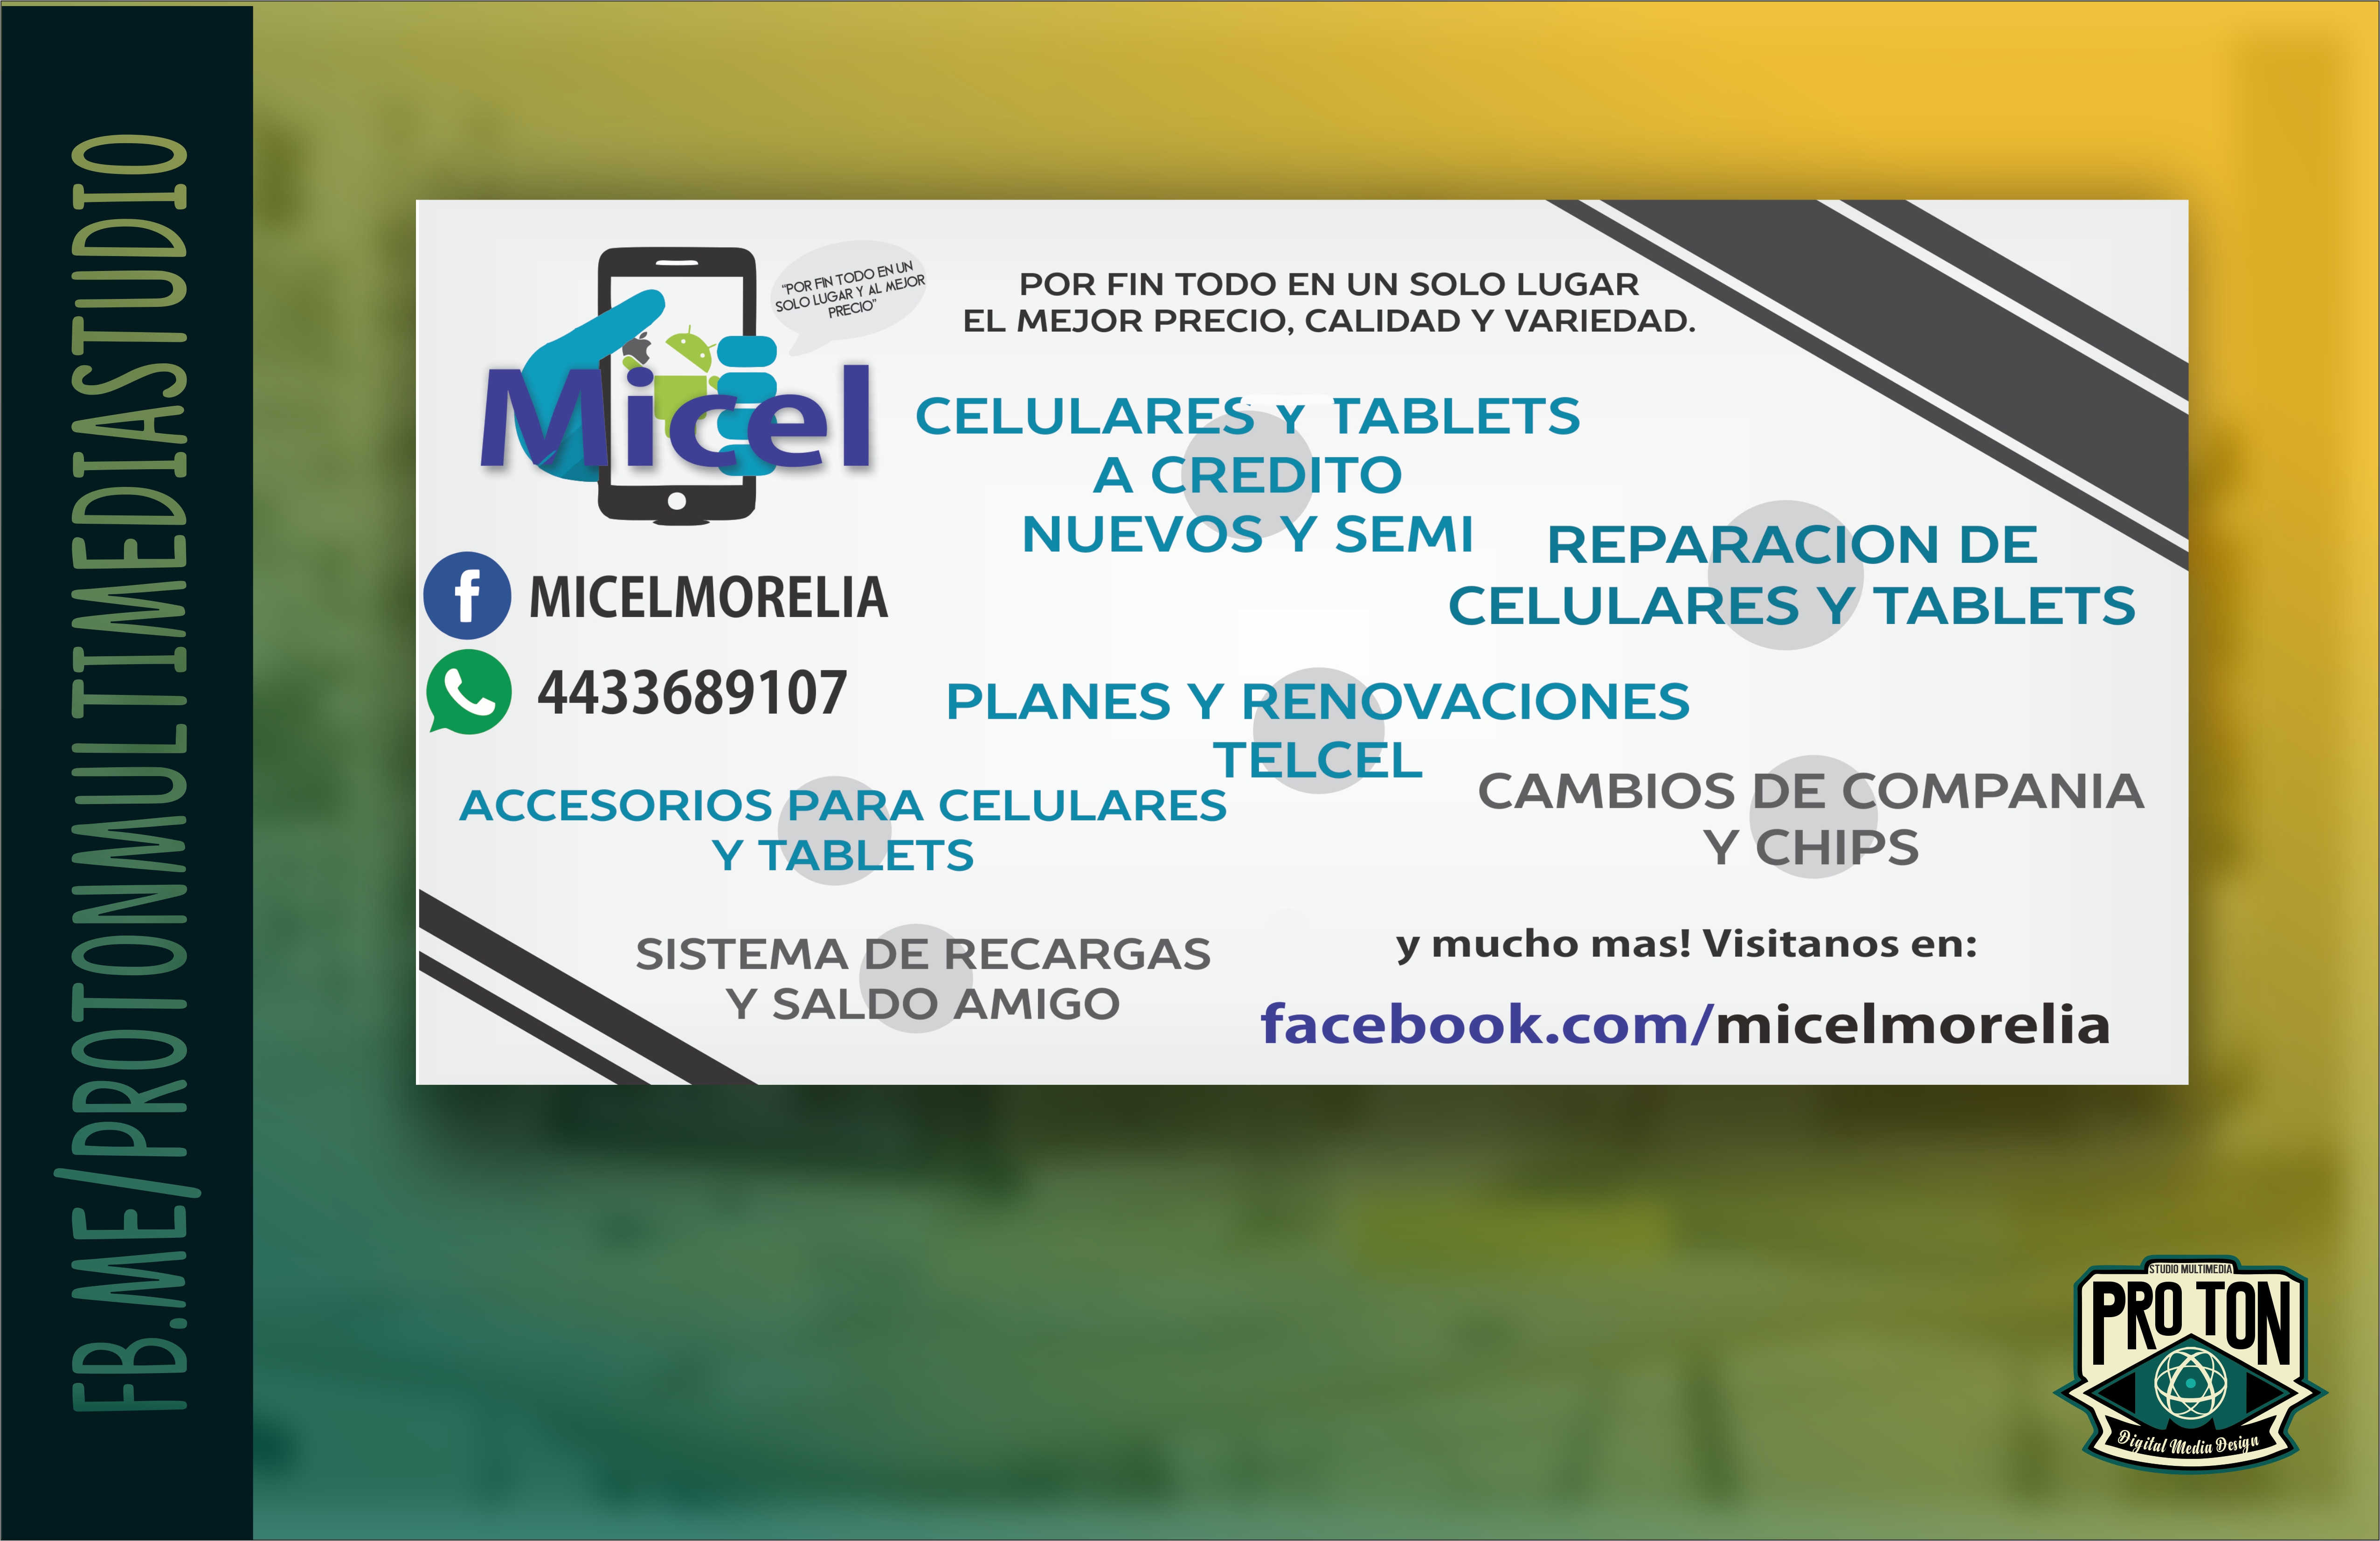 FB.ME/PROTONMULTIMEDIASTUDIO
"POR FIN TODO EN UN
SOLO LUGAR Y AL MEJOR
PRECIO"
Micel
POR FIN TODO EN UN SOLO LUGAR
EL MEJOR PRECIO, CALIDAD Y VARIEDAD.
CELULARES Y TABLETS
A CREDITO
NUEVOS Y SEMI
REPARACION DE
CELULARES Y TABLETS
f MICELMORELIA
4433689107
PLANES Y RENOVACIONES
TELCEL
ACCESORIOS PARA CELULARES
Y TABLETS
CAMBIOS DE COMPANIA
Y CHIPS
SISTEMA DE RECARGAS
Y SALDO AMIGO
y mucho mas! Visitanos en:
facebook.com/micelmorelia
STUDIO MULTIMEDIA
PROTON
Digital Media Design